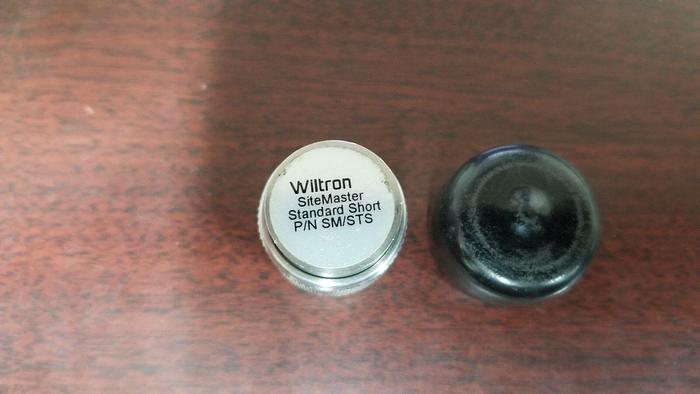 Wiltron
SiteMaster
Standard Short
P/N SM/STS